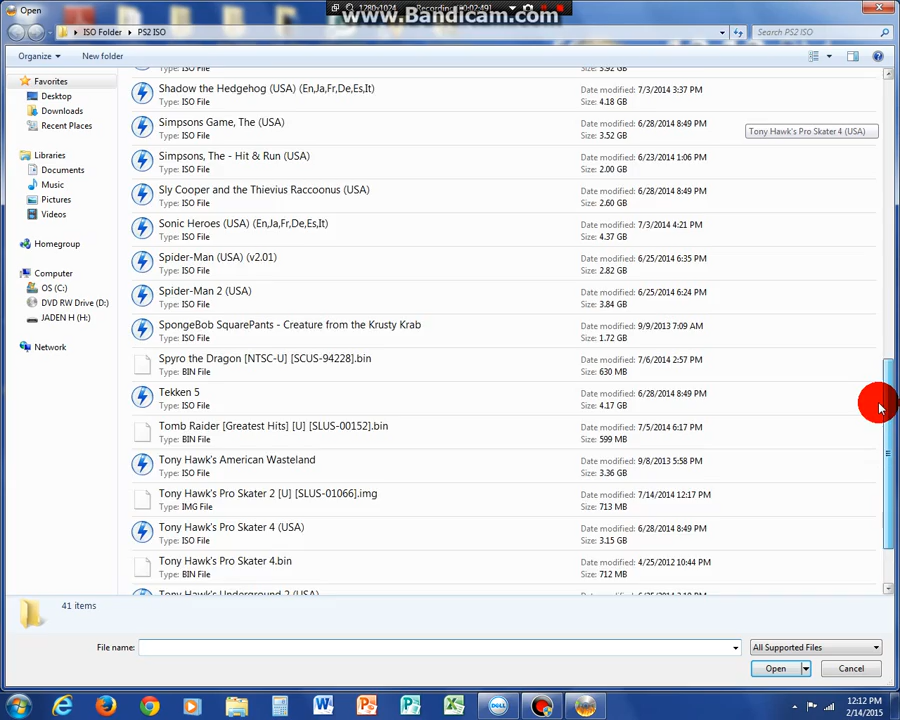 Open
1280x1024
Recording [00:02:49]
www.Bandicam.com
ISO Folder
PS2 ISO
Search PS2 ISO
Organize
New folder
Favorites
Desktop
Downloads
Recent Places
Libraries
Documents
Music
Pictures
Videos
Homegroup
Computer
OS (C:)
DVD RW Drive (D:)
JADEN H (H:)
Network
Type: ISO File
Size: 3.92 GB
Shadow the Hedgehog (USA) (En,Ja,Fr,De,Es,It)
Date modified: 7/3/2014 3:37 PM
Type: ISO File
Size: 4.18 GB
Simpsons Game, The (USA)
Date modified: 6/28/2014 8:49 PM
Type: ISO File
Size: 3.52 GB
Tony Hawk's Pro Skater 4 (USA)
Simpsons, The - Hit & Run (USA)
Date modified: 6/23/2014 1:06 PM
Type: ISO File
Size: 2.00 GB
Sly Cooper and the Thievius Raccoonus (USA)
Date modified: 6/28/2014 8:49 PM
Type: ISO File
Size: 2.60 GB
Sonic Heroes (USA) (En,Ja,Fr,De,Es,It)
Date modified: 7/3/2014 4:21 PM
Type: ISO File
Size: 4.37 GB
Spider-Man (USA) (v2.01)
Date modified: 6/25/2014 6:35 PM
Type: ISO File
Size: 2.82 GB
Spider-Man 2 (USA)
Date modified: 6/25/2014 6:24 PM
Type: ISO File
Size: 3.84 GB
SpongeBob SquarePants - Creature from the Krusty Krab
Date modified: 9/9/2013 7:09 AM
Type: ISO File
Size: 1.72 GB
Spyro the Dragon [NTSC-U] [SCUS-94228].bin
Date modified: 7/6/2014 2:57 PM
Type: BIN File
Size: 630 MB
Tekken 5
Date modified: 6/28/2014 8:49 PM
Type: ISO File
Size: 4.17 GB
Tomb Raider [Greatest Hits] [U] [SLUS-00152].bin
Date modified: 7/5/2014 6:17 PM
Type: BIN File
Size: 599 MB
Tony Hawk's American Wasteland
Date modified: 9/8/2013 5:58 PM
Type: ISO File
Size: 3.36 GB
Tony Hawk's Pro Skater 2 [U] [SLUS-01066].img
Date modified: 7/14/2014 12:17 PM
Type: IMG File
Size: 713 MB
Tony Hawk's Pro Skater 4 (USA)
Date modified: 6/28/2014 8:49 PM
Type: ISO File
Size: 3.15 GB
Tony Hawk's Pro Skater 4.bin
Date modified: 4/25/2012 10:44 PM
Type: BIN File
Size: 712 MB
Tony Hawk's Underground 2 (USA)
41 items
File name:
All Supported Files
Open
Cancel
12:12 PM
2/14/2015